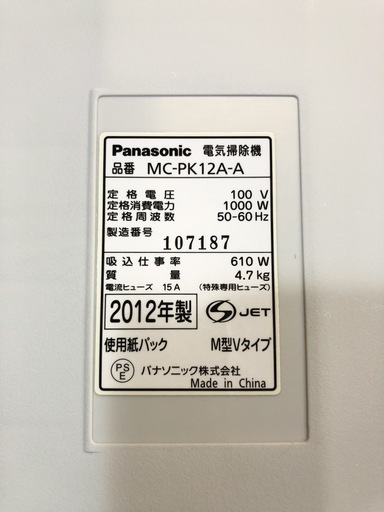 Panasonic 電気掃除機
品番 MC-PK12A-A
定格電圧 100 V
定格消費電力 1000 W
定格周波数 50-60 Hz
製造番号 107187
吸込仕事率 610 W
質量 4.7 kg
電流ヒューズ 15 A (特殊専用ヒューズ)
2012年製 S JET
使用紙パック M型Vタイプ
PS E パナソニック株式会社
Made in China